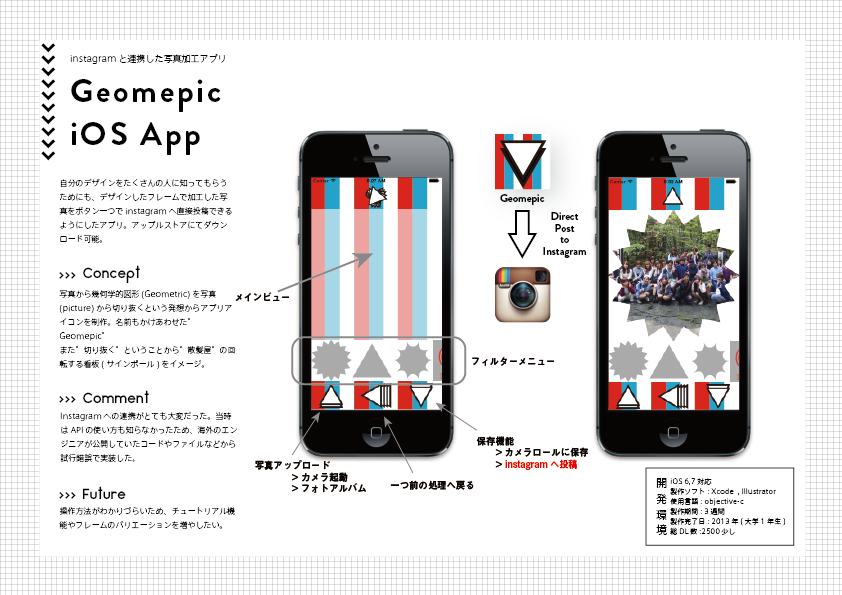 instagram と連携した写真加工アプリ
Geomepic
iOS App
自分のデザインをたくさんの人に知ってもらう
ためにも、デザインしたフレームで加工した写
真をボタン一つで instagram へ直接投稿できる
ようにしたアプリ。アップルストアにてダウン
ロード可能。
››› Concept
写真から幾何学的図形 (Geometric) を写真
(picture) から切り抜くという発想からアプリア
イコンを制作。名前もかけあわせた”
Geomepic”
また”切り抜く”ということから”散髪屋”の回
転する看板 ( サインポール ) をイメージ。
››› Comment
Instagram への連携がとても大変だった。当時
は API の使い方も知らなかったため、海外のエン
ジニアが公開していたコードやファイルなどから
試行錯誤で実装した。
››› Future
操作方法がわかりづらいため、チュートリアル機
能やフレームのバリエーションを増やしたい。
メインビュー
フィルターメニュー
写真アップロード
> カメラ起動
> フォトアルバム
一つ前の処理へ戻る
保存機能
> カメラロールに保存
> instagram へ投稿
Geomepic
Direct
Post
to
Instagram
開発環境
iOS 6,7 対応
製作ソフト : Xcode , Illustrator
使用言語 : objective-c
製作期間 : 3 週間
製作完了日 : 2013 年 ( 大学 1 年生 )
総 DL 数 :2500 少し